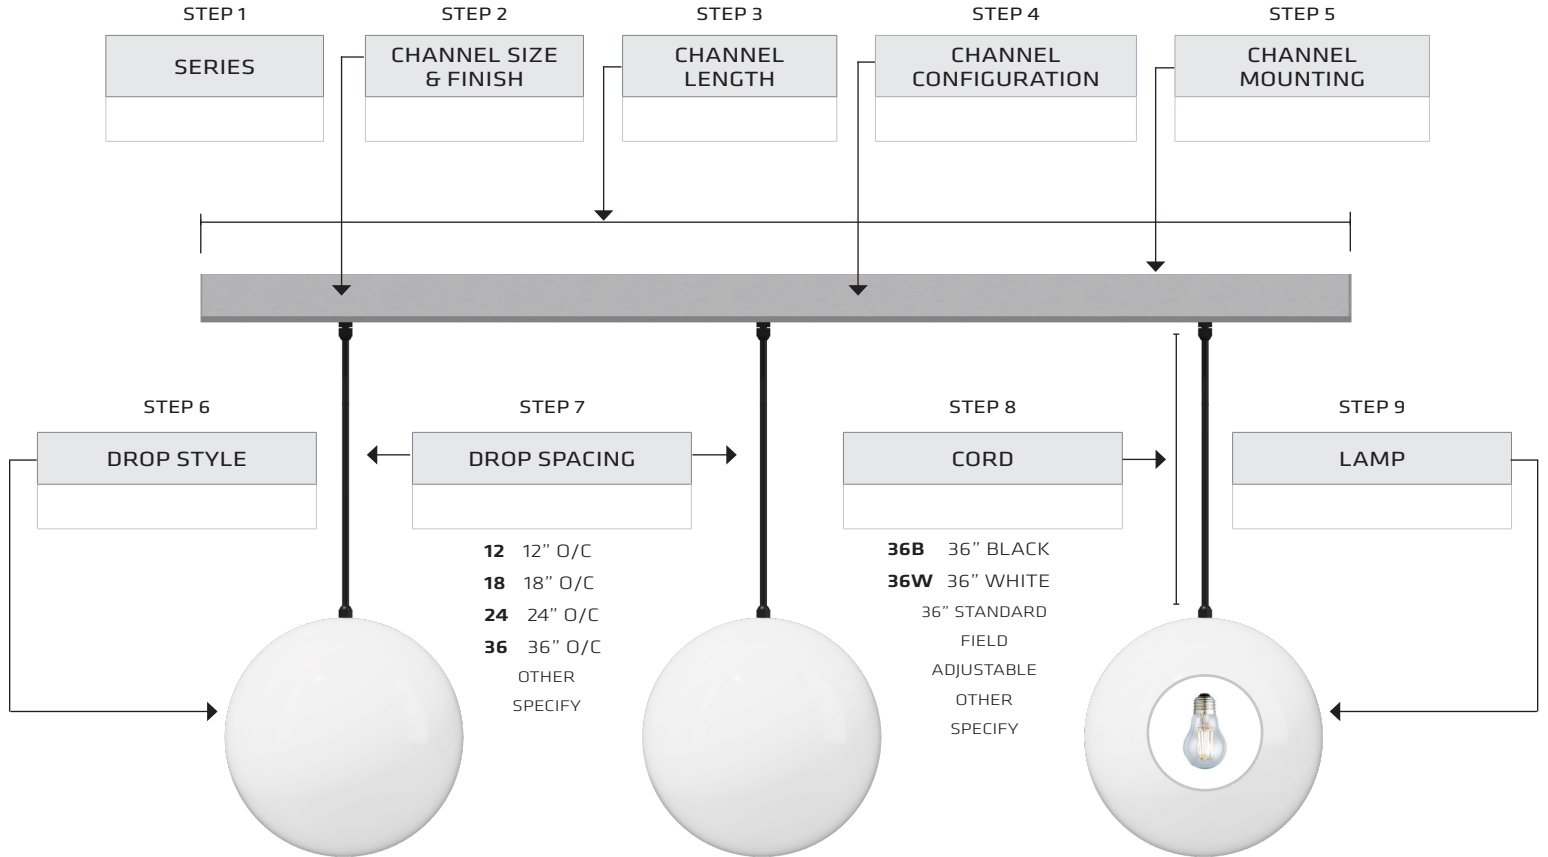 STEP 1
SERIES
STEP 2
CHANNEL SIZE
& FINISH
STEP 3
CHANNEL
LENGTH
STEP 4
CHANNEL
CONFIGURATION
STEP 5
CHANNEL
MOUNTING
STEP 6
DROP STYLE
STEP 7
DROP SPACING
12 12” O/C
18 18” O/C
24 24” O/C
36 36” O/C
OTHER
SPECIFY
STEP 8
CORD
36B 36” BLACK
36W 36” WHITE
36” STANDARD
FIELD
ADJUSTABLE
OTHER
SPECIFY
STEP 9
LAMP